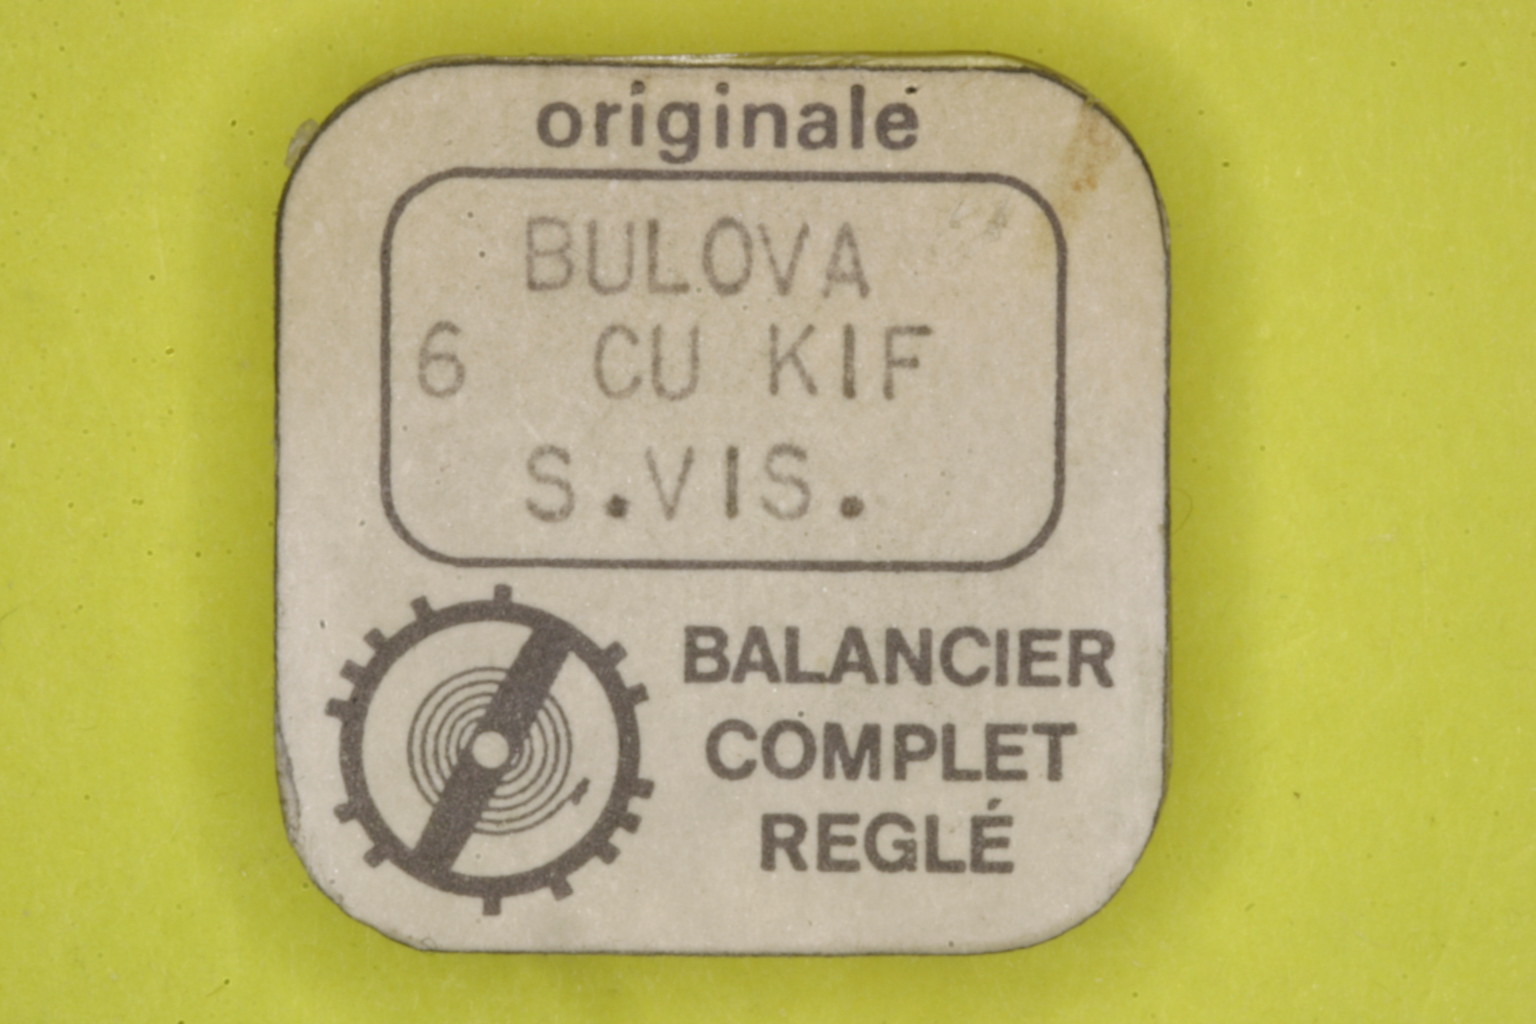 originale
BULOVA
6 CU KIF
S.VIS.
BALANCIER
COMPLET
REGLÉ